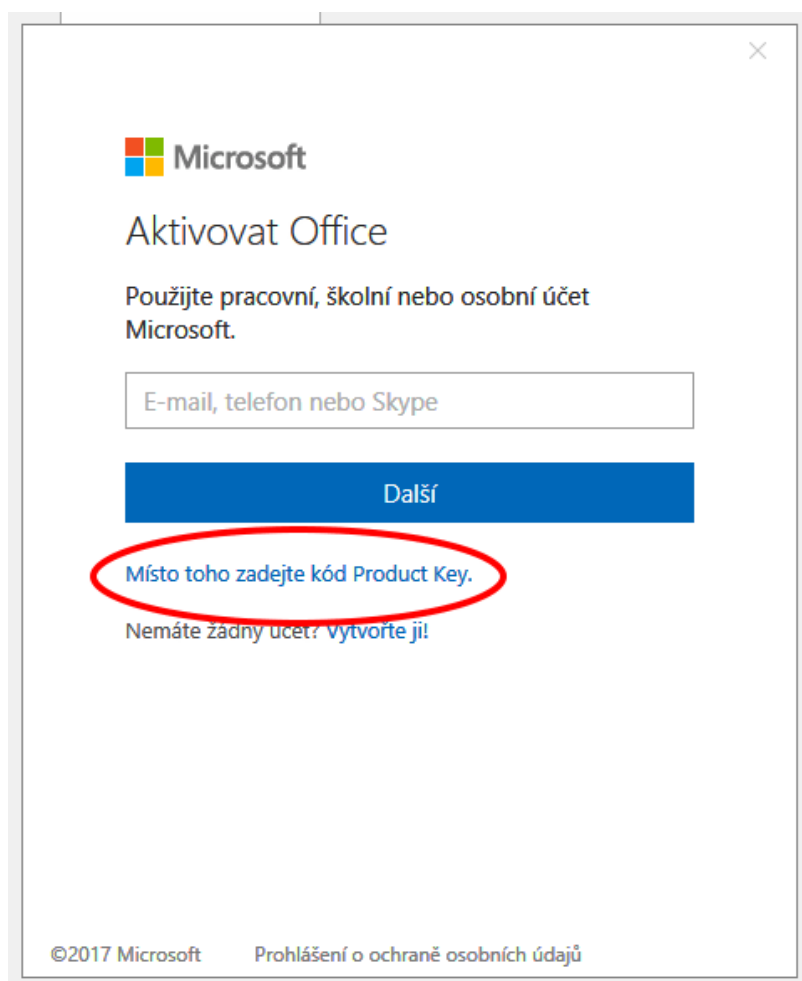 Microsoft
Aktivovat Office
Použijte pracovní, školní nebo osobní účet
Microsoft.
E-mail, telefon nebo Skype
Další
Místo toho zadejte kód Product Key.
Nemáte žádný účet? Vytvořte ji!
©2017 Microsoft Prohlášení o ochraně osobních údajů